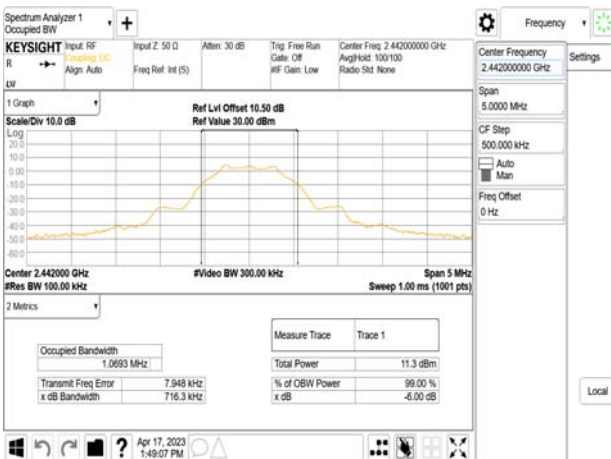 Spectrum Analyzer 1
Occupied BW
Frequency
KEYSIGHT
Input: RF
Coupling: DC
Align: Auto
Input Z: 50 Ω
Freq Ref: Int (S)
Atten: 30 dB
Trig: Free Run
Gate: Off
#IF Gain: Low
Center Freq: 2.442000000 GHz
Avg|Hold: 100/100
Radio Std: None
R
Center Frequency
2.442000000 GHz
Settings
Span
5.0000 MHz
CF Step
500.000 kHz
Auto
Man
Freq Offset
0 Hz
1 Graph
Scale/Div 10.0 dB
Ref Lvl Offset 10.50 dB
Ref Value 30.00 dBm
Log
20.0
10.0
0.00
-10.0
-20.0
-30.0
-40.0
-50.0
-60.0
Center 2.442000 GHz
#Res BW 100.00 kHz
#Video BW 300.00 kHz
Span 5 MHz
Sweep 1.00 ms (1001 pts)
2 Metrics
Measure Trace Trace 1
Occupied Bandwidth
1.0693 MHz
Total Power 11.3 dBm
Transmit Freq Error 7.948 kHz
% of OBW Power 99.00 %
x dB Bandwidth 716.3 kHz
x dB -6.00 dB
Local
?
Apr 17, 2023
1:49:07 PM